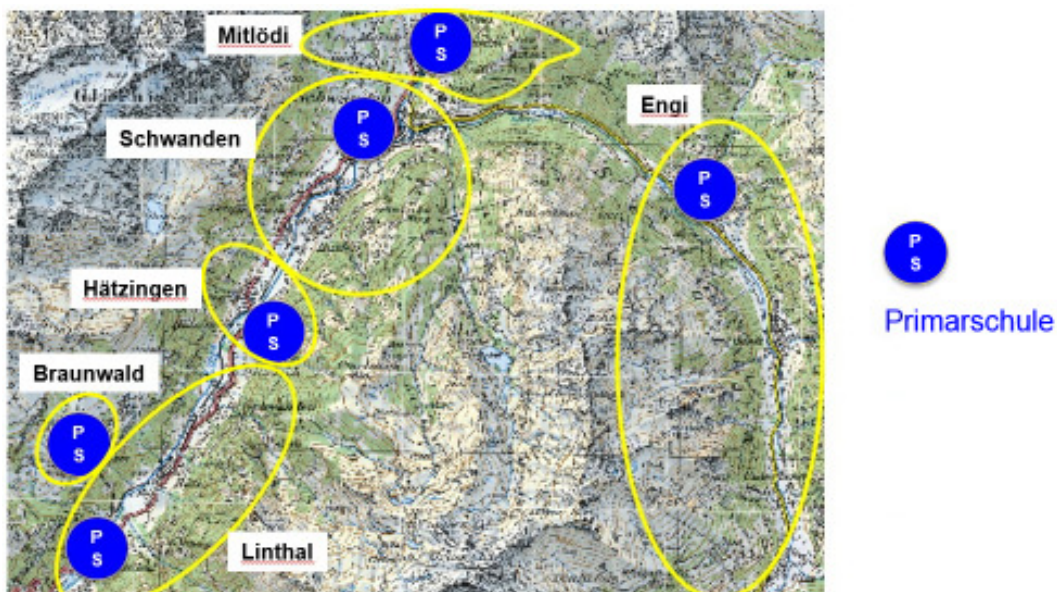 Mitlödi
P
S
Engi
Schwanden
P
S
P
S
P
S
Hätzingen
P
S
Primarschule
Braunwald
P
S
P
S
Linthal